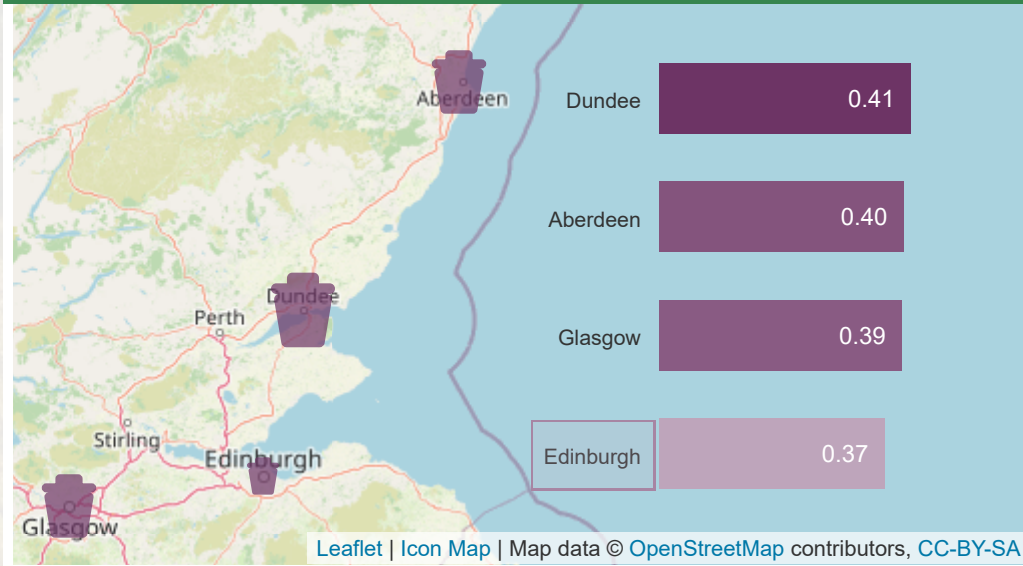 Aberdeen
Dundee
Perth
Stirling
Edinburgh
Glasgow
Dundee 0.41
Aberdeen 0.40
Glasgow 0.39
Edinburgh 0.37
Leaflet | Icon Map | Map data © OpenStreetMap contributors, CC-BY-SA